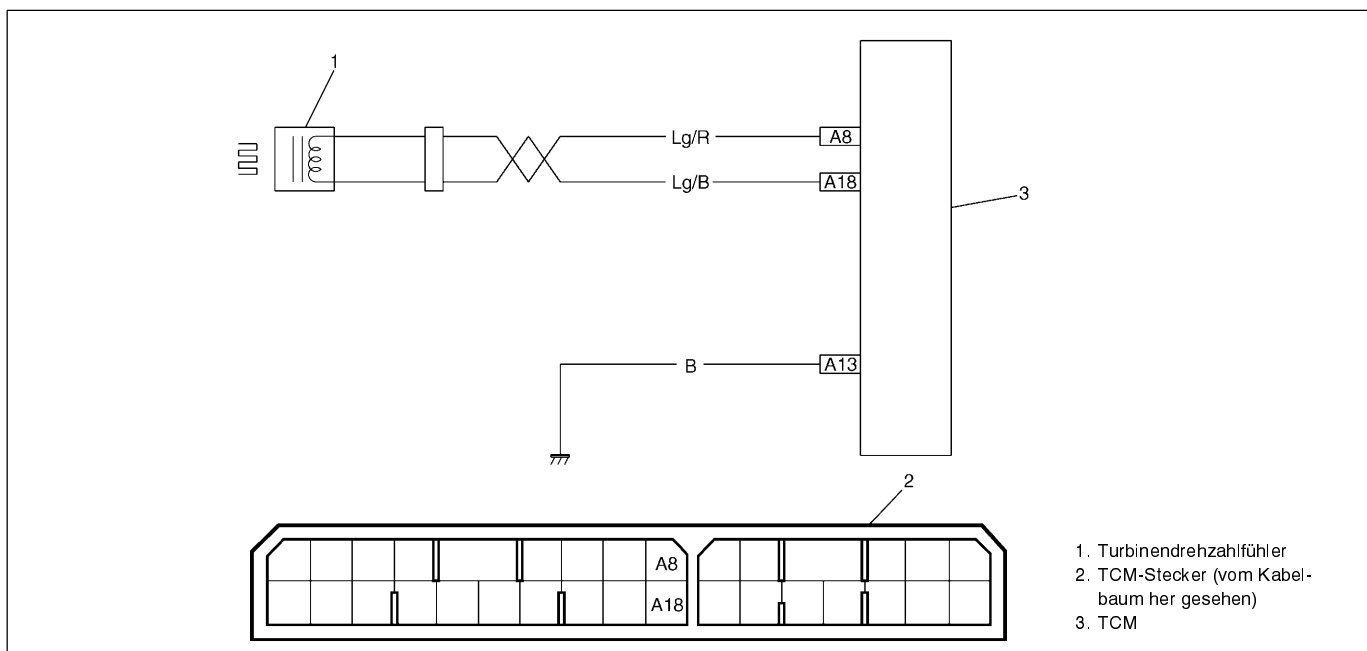 1
Lg/R
A8
Lg/B
A18
3
B
A13
2
A8
A18
1. Turbinendrehzahlfühler
2. TCM-Stecker (vom Kabel-
baum her gesehen)
3. TCM